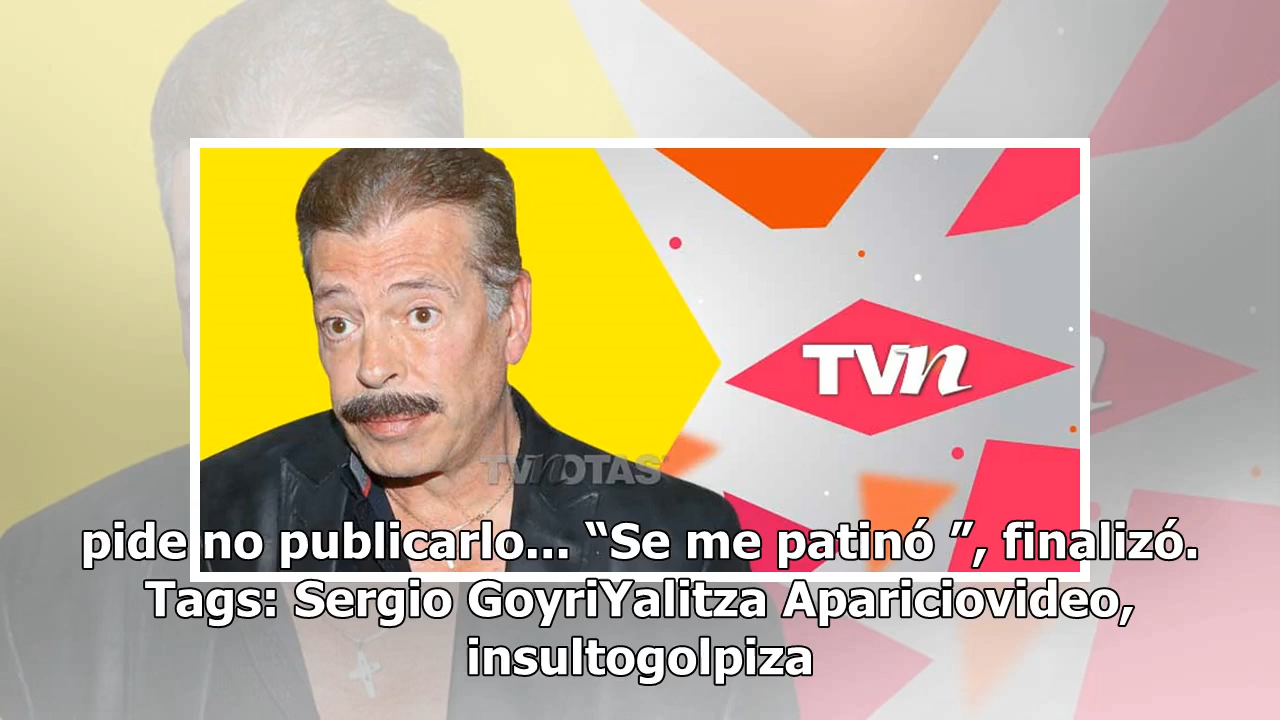 TVn
TVNOTAS
pide no publicarlo... “Se me patinó ”, finalizó.
Tags: Sergio GoyriYalitza Apariciovideo,
insultogolpiza